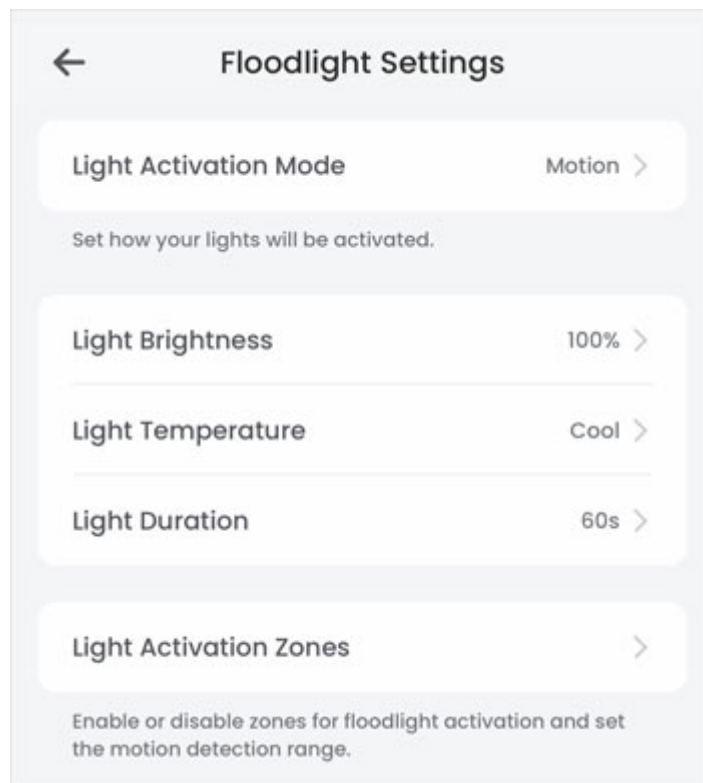 Floodlight Settings
Light Activation Mode Motion
Set how your lights will be activated.
Light Brightness 100%
Light Temperature Cool
Light Duration 60s
Light Activation Zones
Enable or disable zones for floodlight activation and set
the motion detection range.